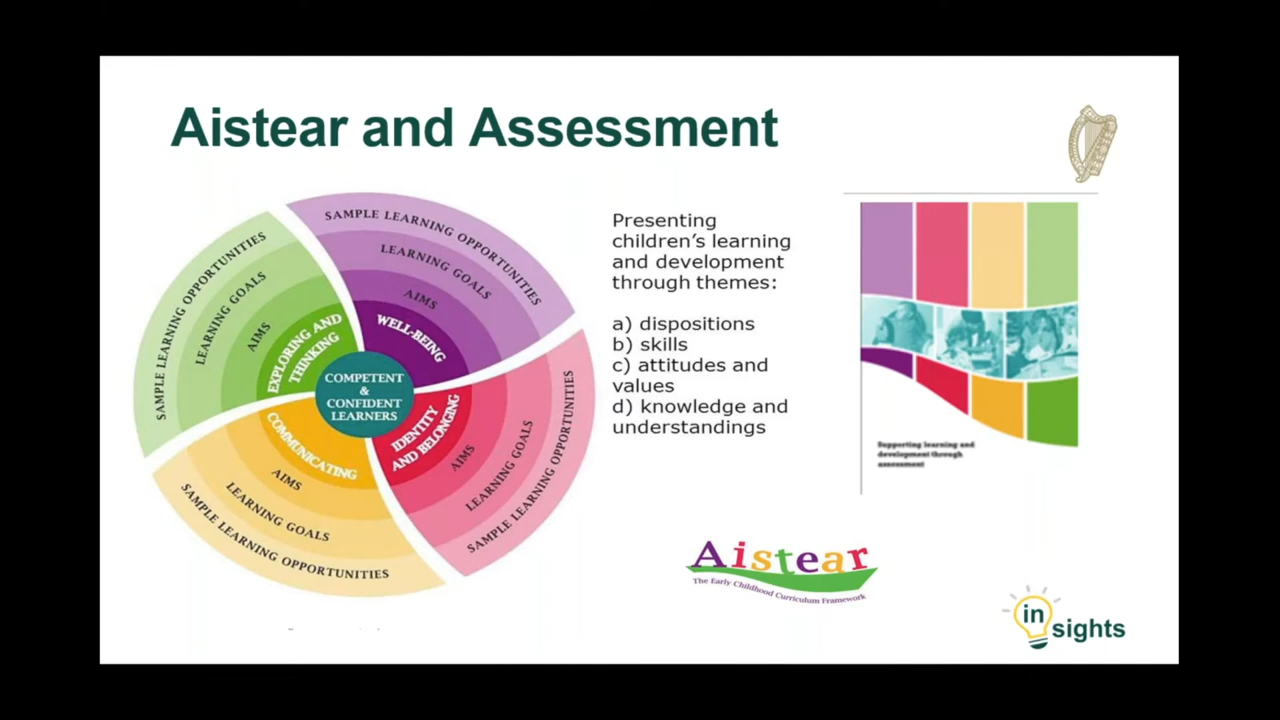 Aistear and Assessment
SAMPLE LEARNING OPPORTUNITIES
LEARNING GOALS
AIMS
WELL-BEING
SAMPLE LEARNING OPPORTUNITIES
LEARNING GOALS
AIMS
EXPLORING AND
THINKING
COMPETENT
&
CONFIDENT
LEARNERS
IDENTITY
AND BELONGING
AIMS
LEARNING GOALS
SAMPLE LEARNING OPPORTUNITIES
COMMUNICATING
AIMS
LEARNING GOALS
SAMPLE LEARNING OPPORTUNITIES
Presenting
children’s learning
and development
through themes:
a) dispositions
b) skills
c) attitudes and
values
d) knowledge and
understandings
Supporting learning and
development through
assessment
Aistear
The Early Childhood Curriculum Framework
in
sights